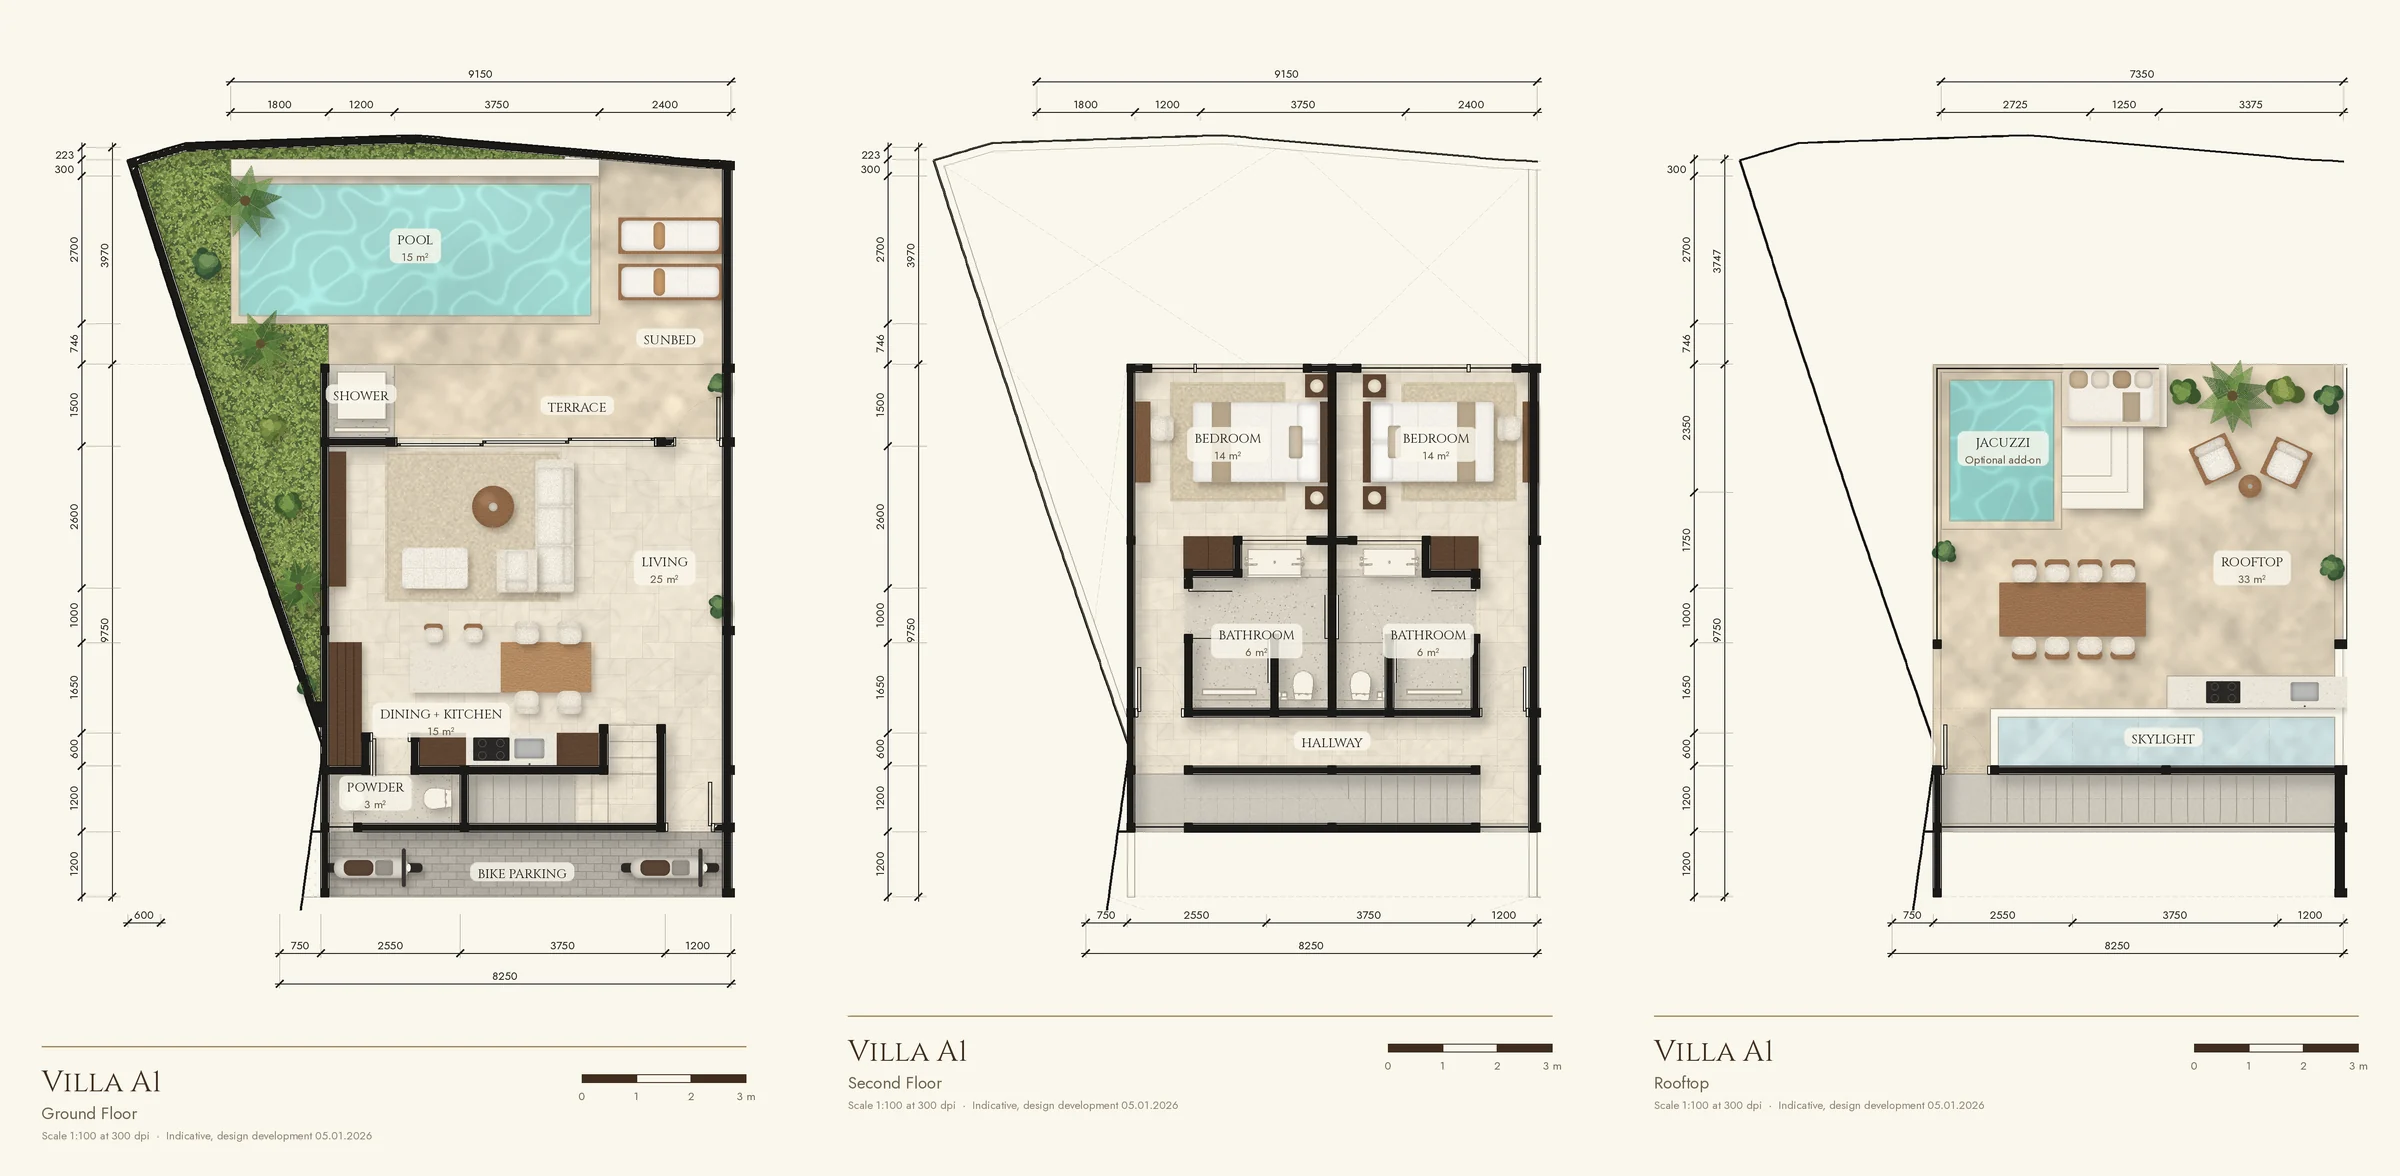 9150
1800 1200 3750 2400
223
300
2700
3970
746
1500
2600
1000
9750
1650
600
1200
1200
POOL
15 m²
SUNBED
SHOWER
TERRACE
LIVING
25 m²
DINING + KITCHEN
15 m²
POWDER
3 m²
BIKE PARKING
600
750 2550 3750 1200
8250
VILLA A1
Ground Floor
Scale 1:100 at 300 dpi · Indicative, design development 05.01.2026
0 1 2 3 m
9150
1800 1200 3750 2400
223
300
2700
3970
746
1500
2600
1000
9750
1650
600
1200
1200
BEDROOM
14 m²
BEDROOM
14 m²
BATHROOM
6 m²
BATHROOM
6 m²
HALLWAY
750 2550 3750 1200
8250
VILLA A1
Second Floor
Scale 1:100 at 300 dpi · Indicative, design development 05.01.2026
0 1 2 3 m
7350
2725 1250 3375
300
2700
3747
746
2350
1750
1000
9750
1650
600
1200
1200
JACUZZI
Optional add-on
ROOFTOP
33 m²
SKYLIGHT
750 2550 3750 1200
8250
VILLA A1
Rooftop
Scale 1:100 at 300 dpi · Indicative, design development 05.01.2026
0 1 2 3 m